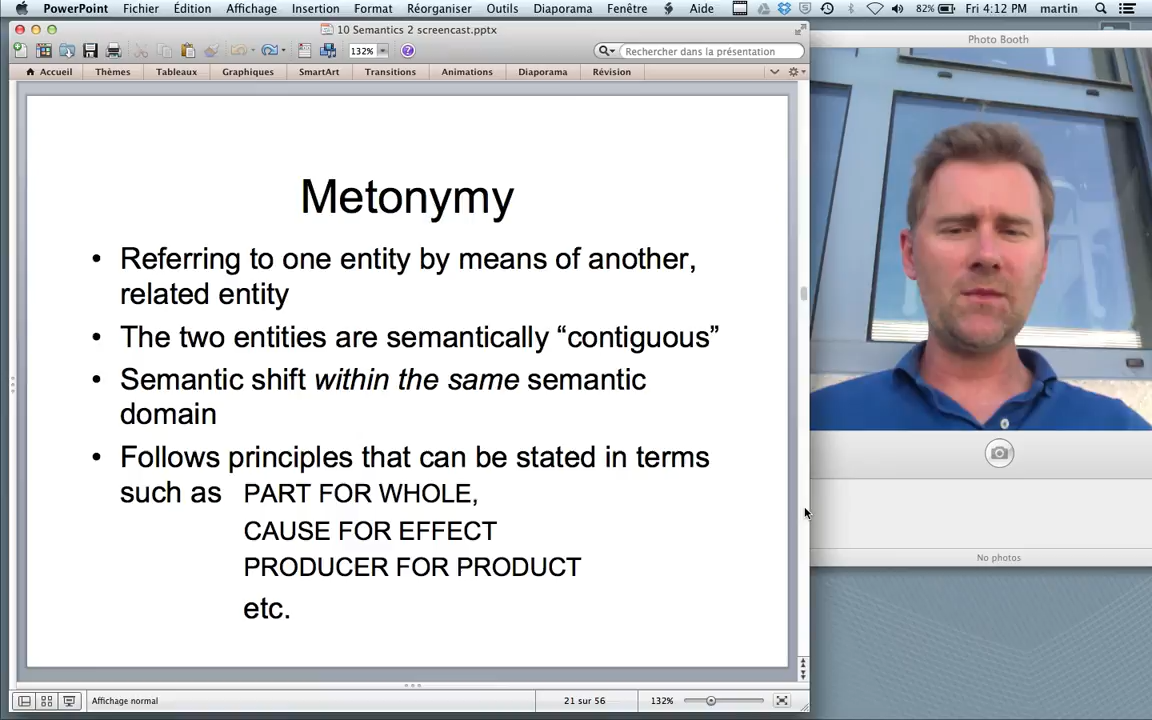 PowerPoint Fichier Édition Affichage Insertion Format Réorganiser Outils Diaporama Fenêtre Aide 82% Fri 4:12 PM martin
10 Semantics 2 screencast.pptx
Photo Booth
132% Rechercher dans la présentation
Accueil Thèmes Tableaux Graphiques SmartArt Transitions Animations Diaporama Révision
Metonymy
• Referring to one entity by means of another,
related entity
• The two entities are semantically “contiguous”
• Semantic shift within the same semantic
domain
• Follows principles that can be stated in terms
such as PART FOR WHOLE,
CAUSE FOR EFFECT
PRODUCER FOR PRODUCT
etc.
No photos
Affichage normal 21 sur 56 132%